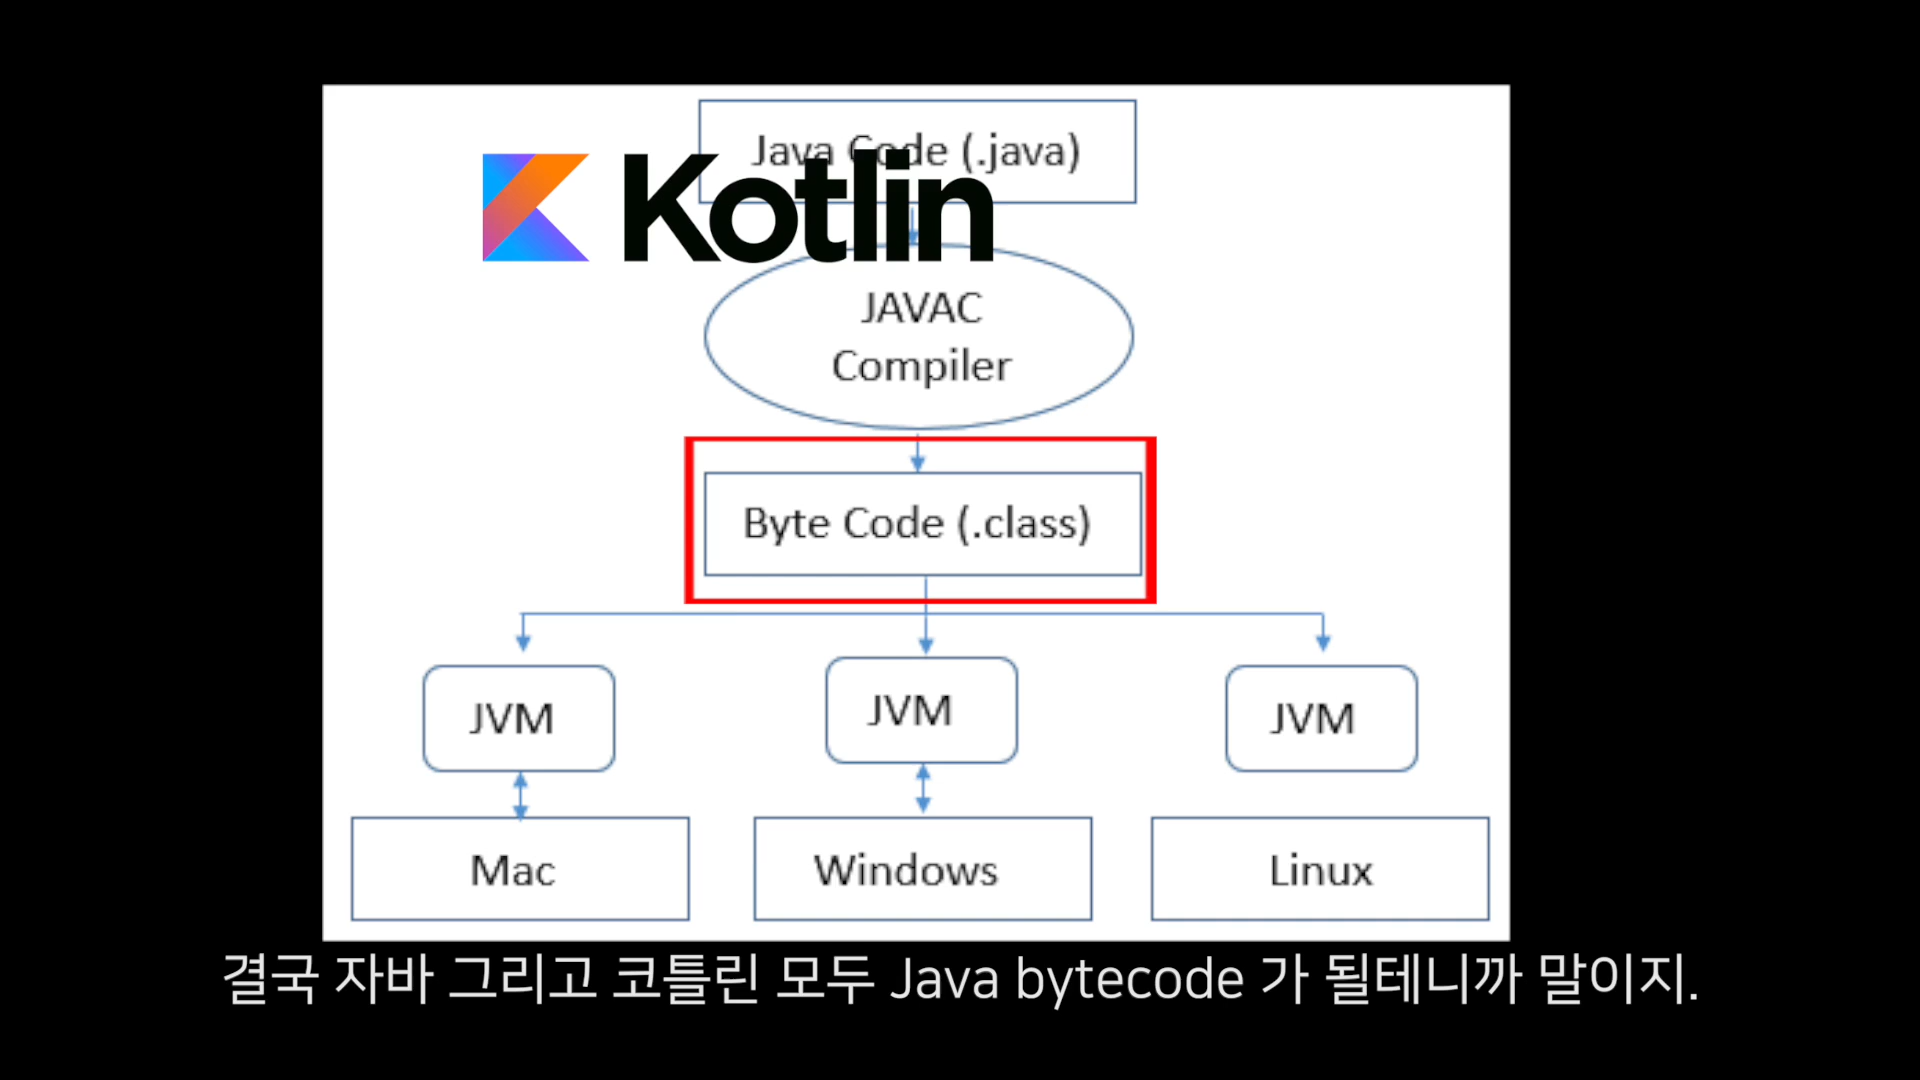 Java Code (.java)
Kotlin
JAVAC
Compiler
Byte Code (.class)
JVM
JVM
JVM
Mac
Windows
Linux
결국 자바 그리고 코틀린 모두 Java bytecode 가 될테니까 말이지.